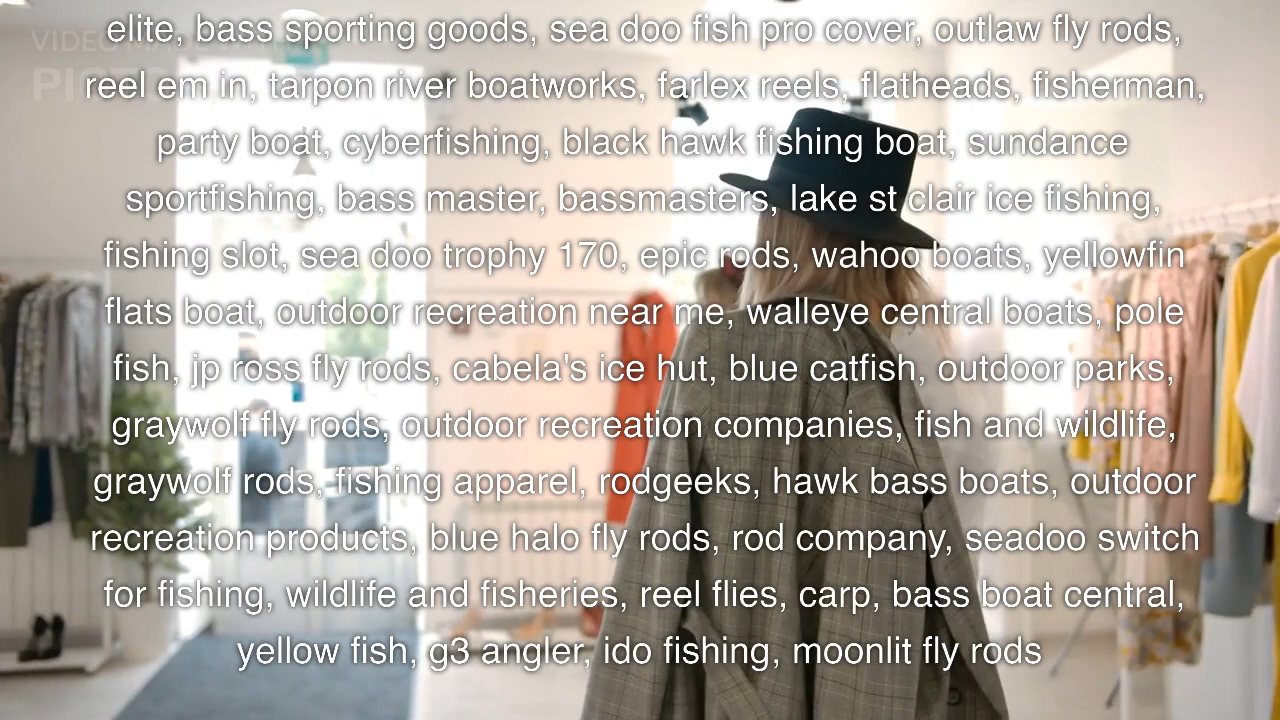 VIDEO MA
PI
elite, bass sporting goods, sea doo fish pro cover, outlaw fly rods,
reel em in, tarpon river boatworks, farlex reels, flatheads, fisherman,
party boat, cyberfishing, black hawk fishing boat, sundance
sportfishing, bass master, bassmasters, lake st clair ice fishing,
fishing slot, sea doo trophy 170, epic rods, wahoo boats, yellowfin
flats boat, outdoor recreation near me, walleye central boats, pole
fish, jp ross fly rods, cabela's ice hut, blue catfish, outdoor parks,
graywolf fly rods, outdoor recreation companies, fish and wildlife,
graywolf rods, fishing apparel, rodgeeks, hawk bass boats, outdoor
recreation products, blue halo fly rods, rod company, seadoo switch
for fishing, wildlife and fisheries, reel flies, carp, bass boat central,
yellow fish, g3 angler, ido fishing, moonlit fly rods